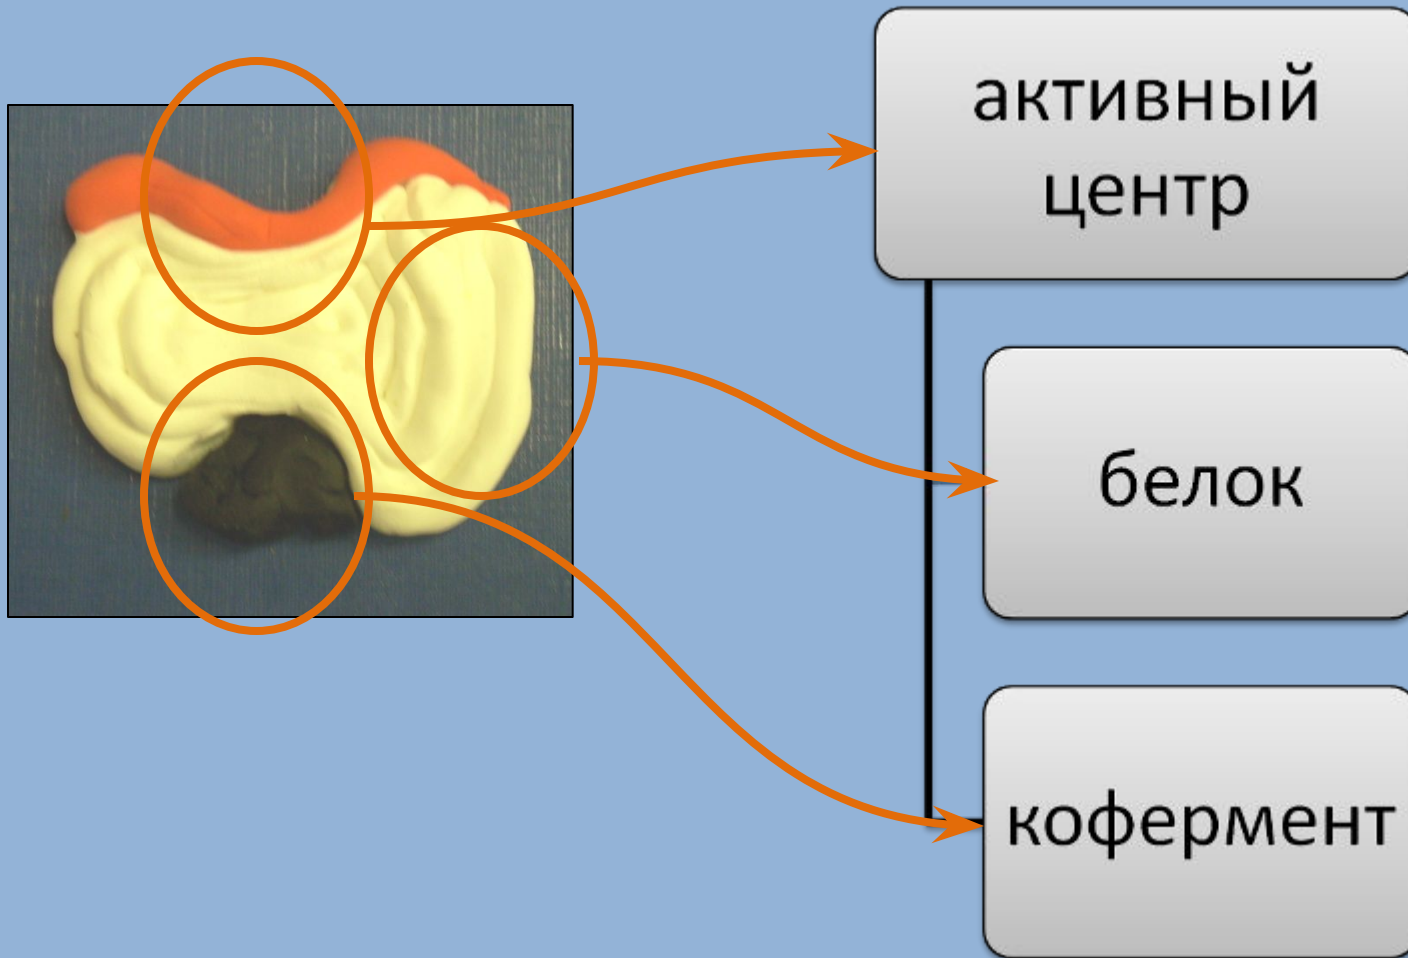 активный
центр
белок
кофермент